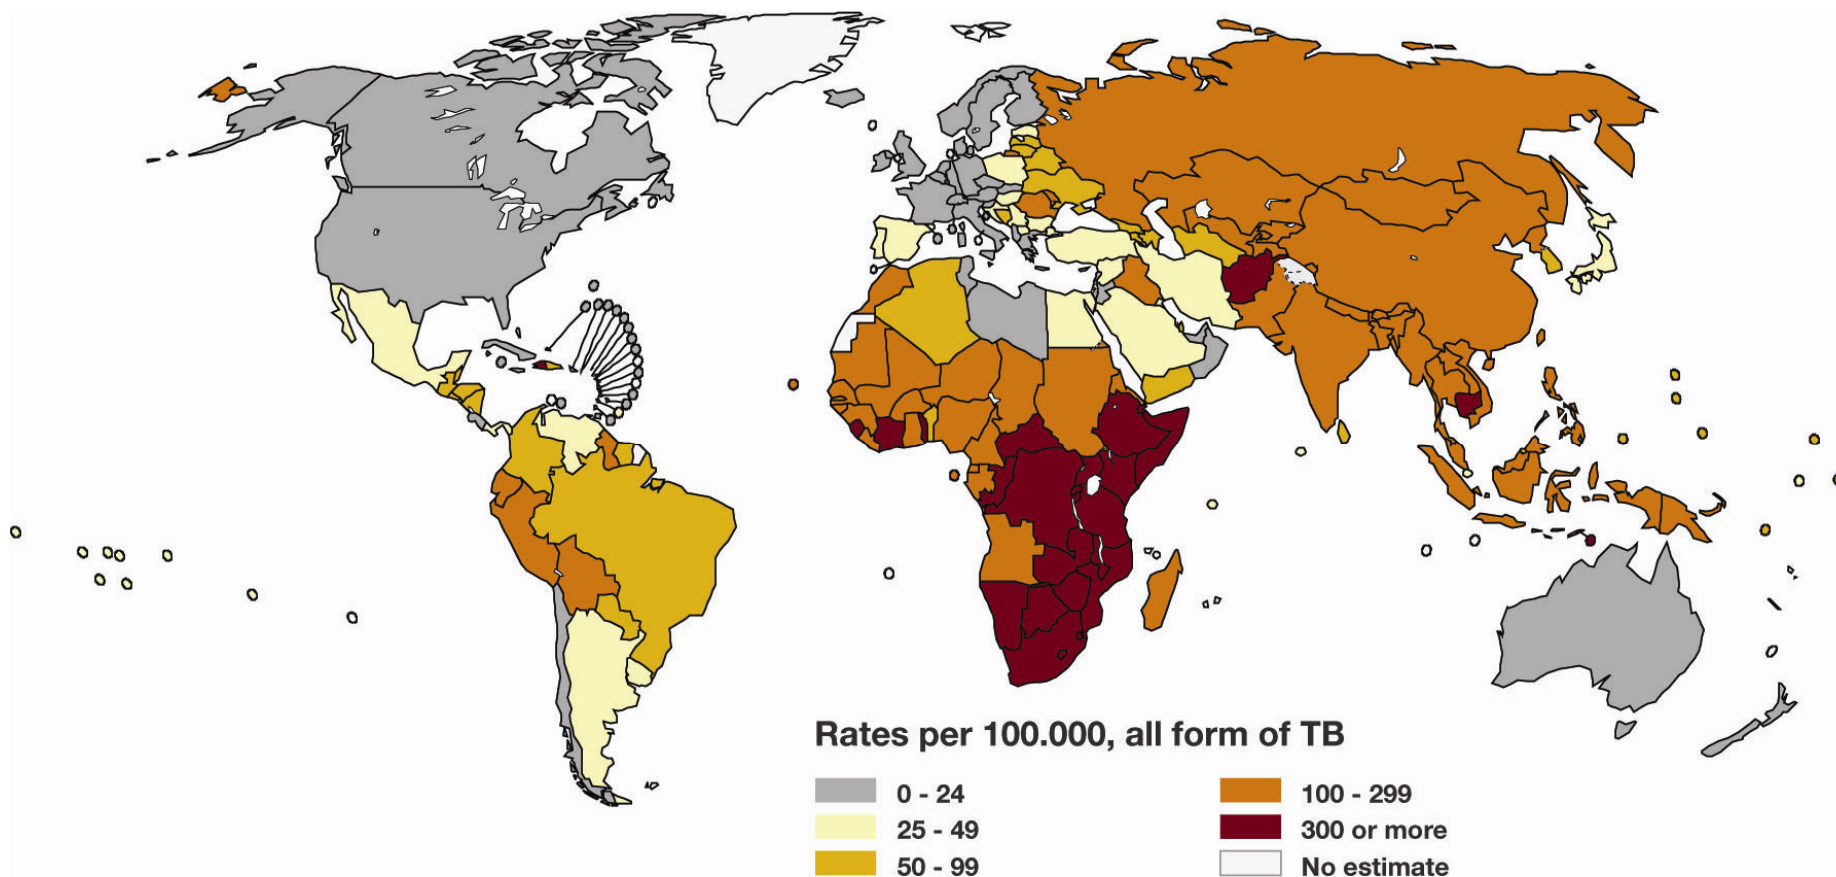 Rates per 100.000, all form of TB
0 - 24
25 - 49
50 - 99
100 - 299
300 or more
No estimate